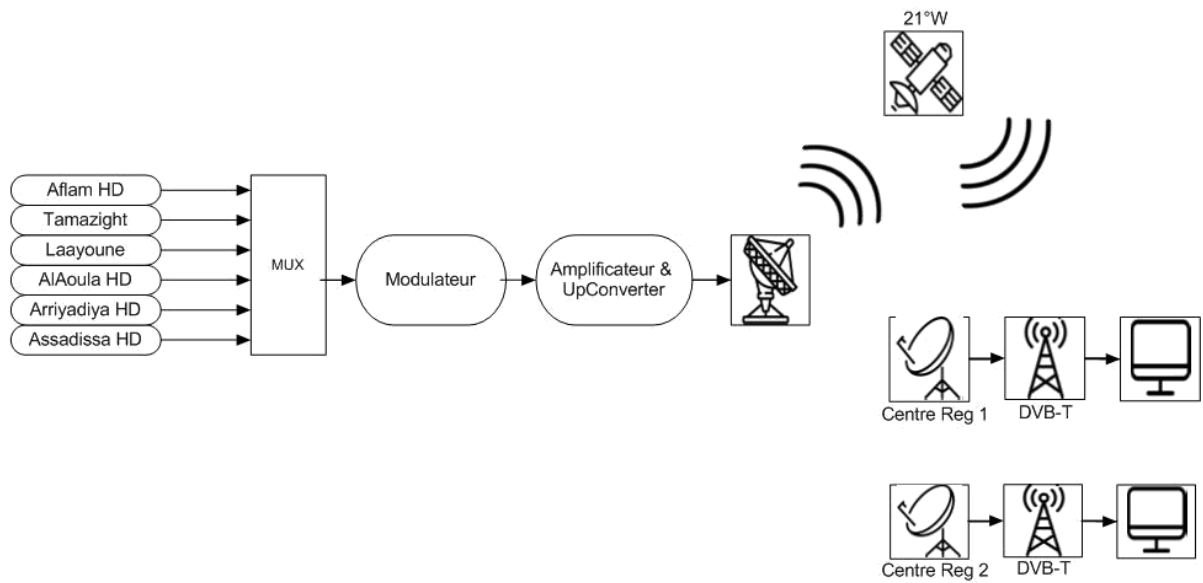 21°W
Aflam HD
Tamazight
Laayoune
AlAoula HD
Arriyadiya HD
Assadissa HD
MUX
Modulateur
Amplificateur &
UpConverter
Centre Reg 1
DVB-T
Centre Reg 2
DVB-T